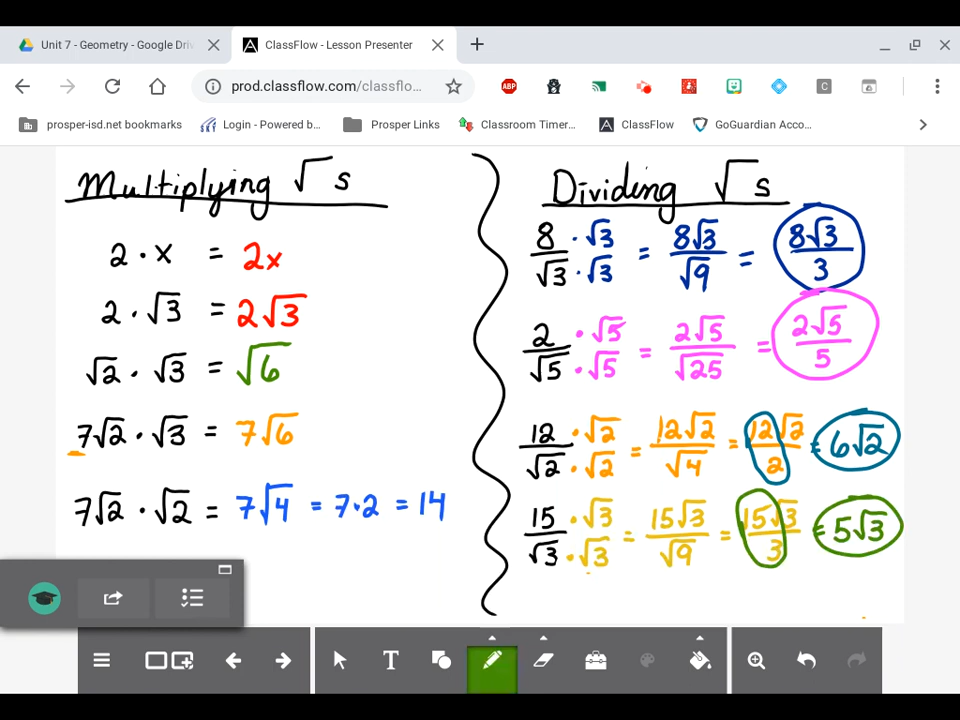 Unit 7 - Geometry - Google Driv
ClassFlow - Lesson Presenter
prod.classflow.com/classflo...
ABP
C
prosper-isd.net bookmarks
Login - Powered b...
Prosper Links
Classroom Timer...
ClassFlow
GoGuardian Acco...
Multiplying √ s
2 · x = 2x
2 · √3 = 2√3
√2 · √3 = √6
7√2 · √3 = 7√6
7√2 · √2 = 7√4 = 7·2 = 14
Dividing √ s
8/√3 · √3/√3 = 8√3/√9 = 8√3/3
2/√5 · √5/√5 = 2√5/√25 = 2√5/5
12/√2 · √2/√2 = 12√2/√4 = 12√2/2 = 6√2
15/√3 · √3/√3 = 15√3/√9 = 15√3/3 = 5√3
T